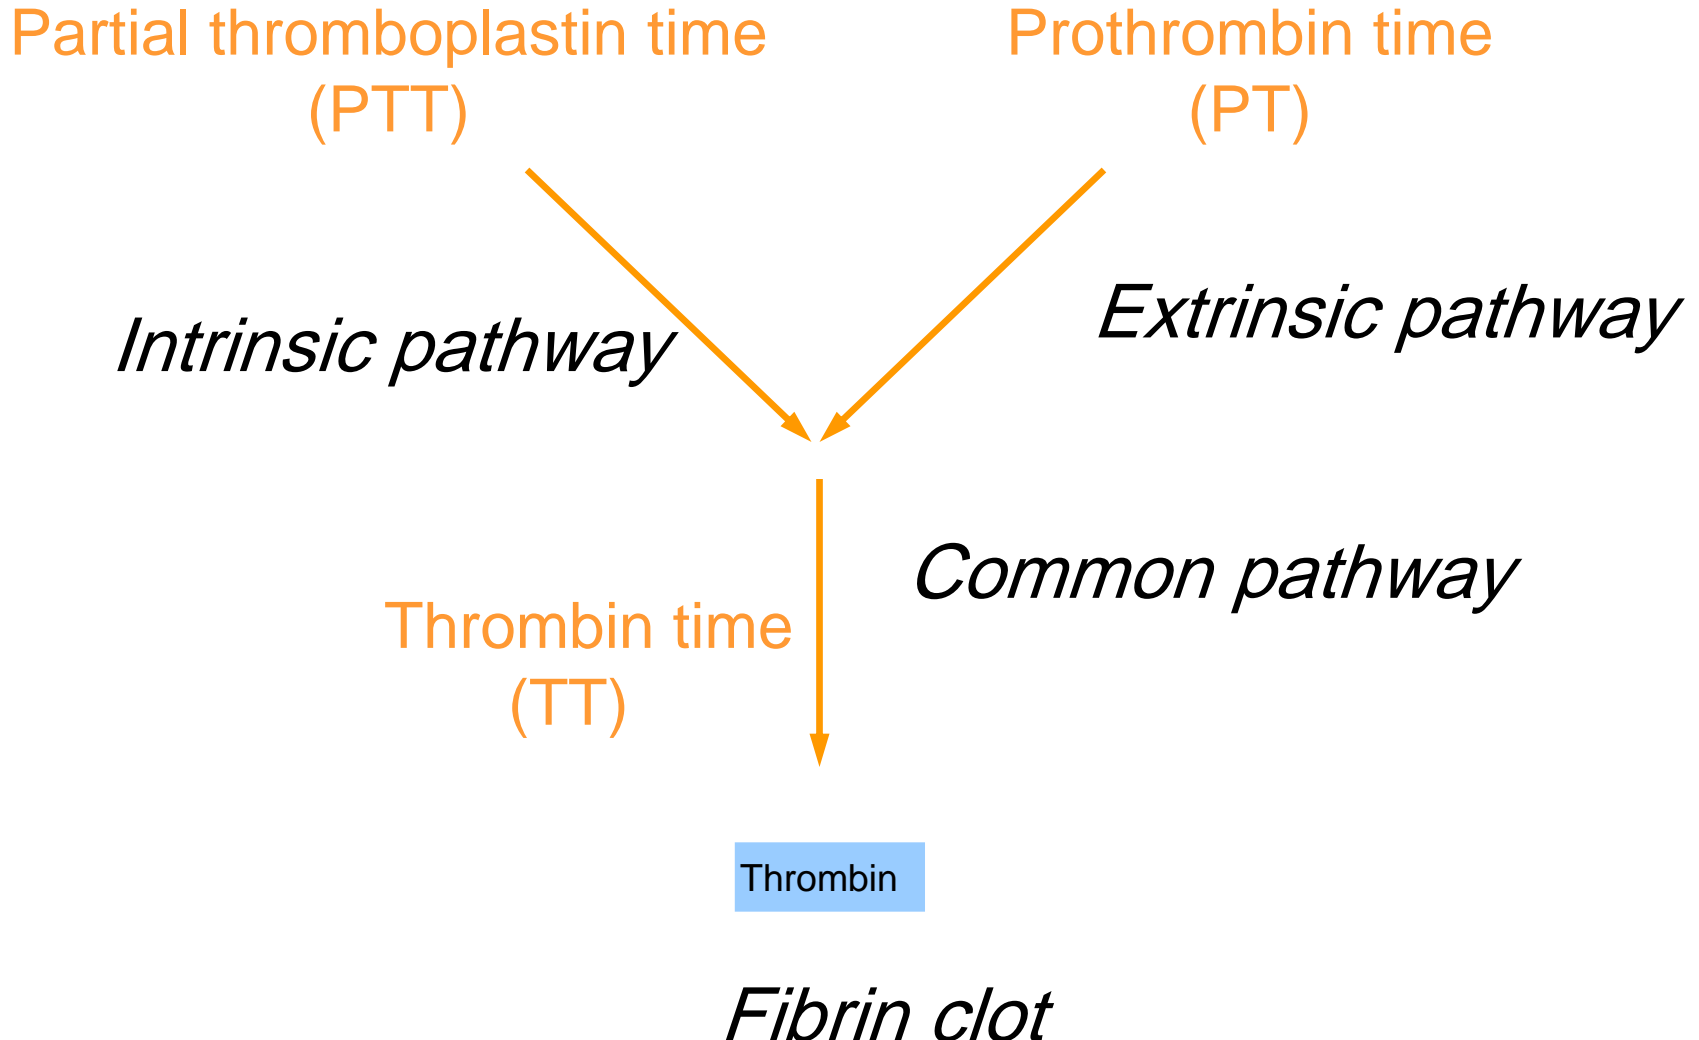 Partial thromboplastin time
(PTT)
Prothrombin time
(PT)
Intrinsic pathway
Extrinsic pathway
Common pathway
Thrombin time
(TT)
Thrombin
Fibrin clot